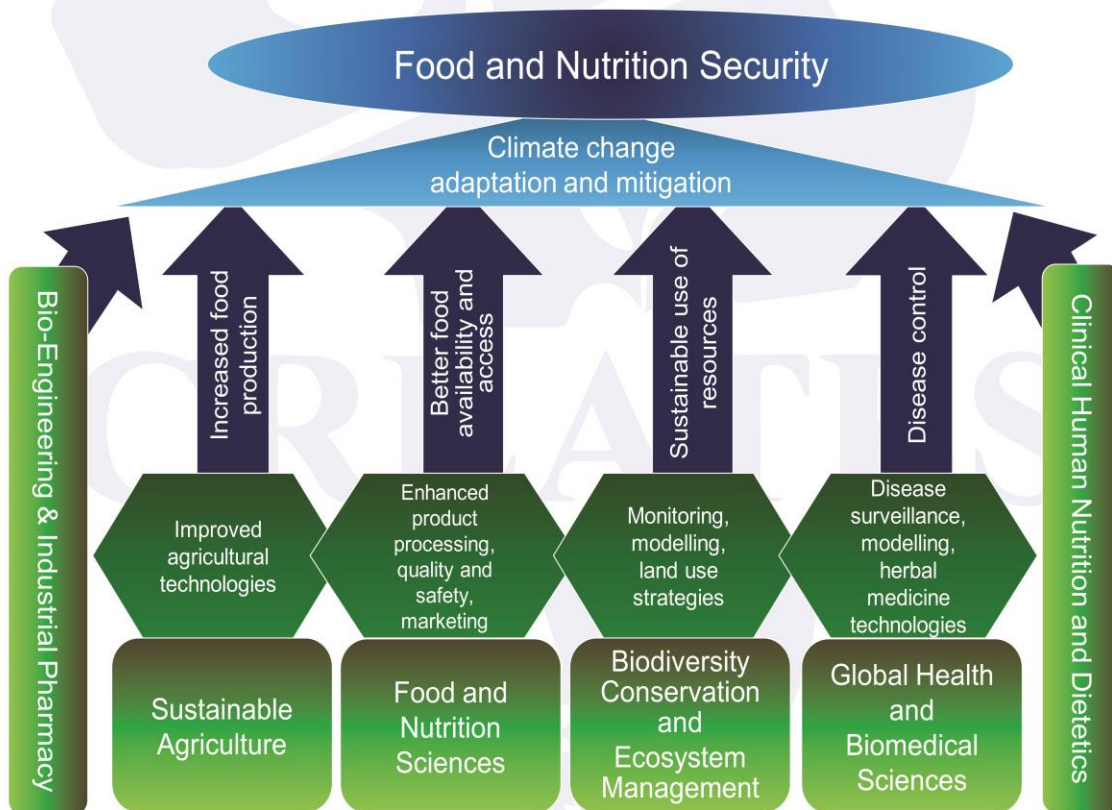 Food and Nutrition Security
Climate change
adaptation and mitigation
Bio-Engineering & Industrial Pharmacy
Increased food
production
Better food
availability and
access
Sustainable use of
resources
Disease control
Clinical Human Nutrition and Dietetics
Improved
agricultural
technologies
Enhanced
product
processing,
quality and
safety,
marketing
Monitoring,
modelling,
land use
strategies
Disease
surveillance,
modelling,
herbal
medicine
technologies
Sustainable
Agriculture
Food and
Nutrition
Sciences
Biodiversity
Conservation
and
Ecosystem
Management
Global Health
and
Biomedical
Sciences